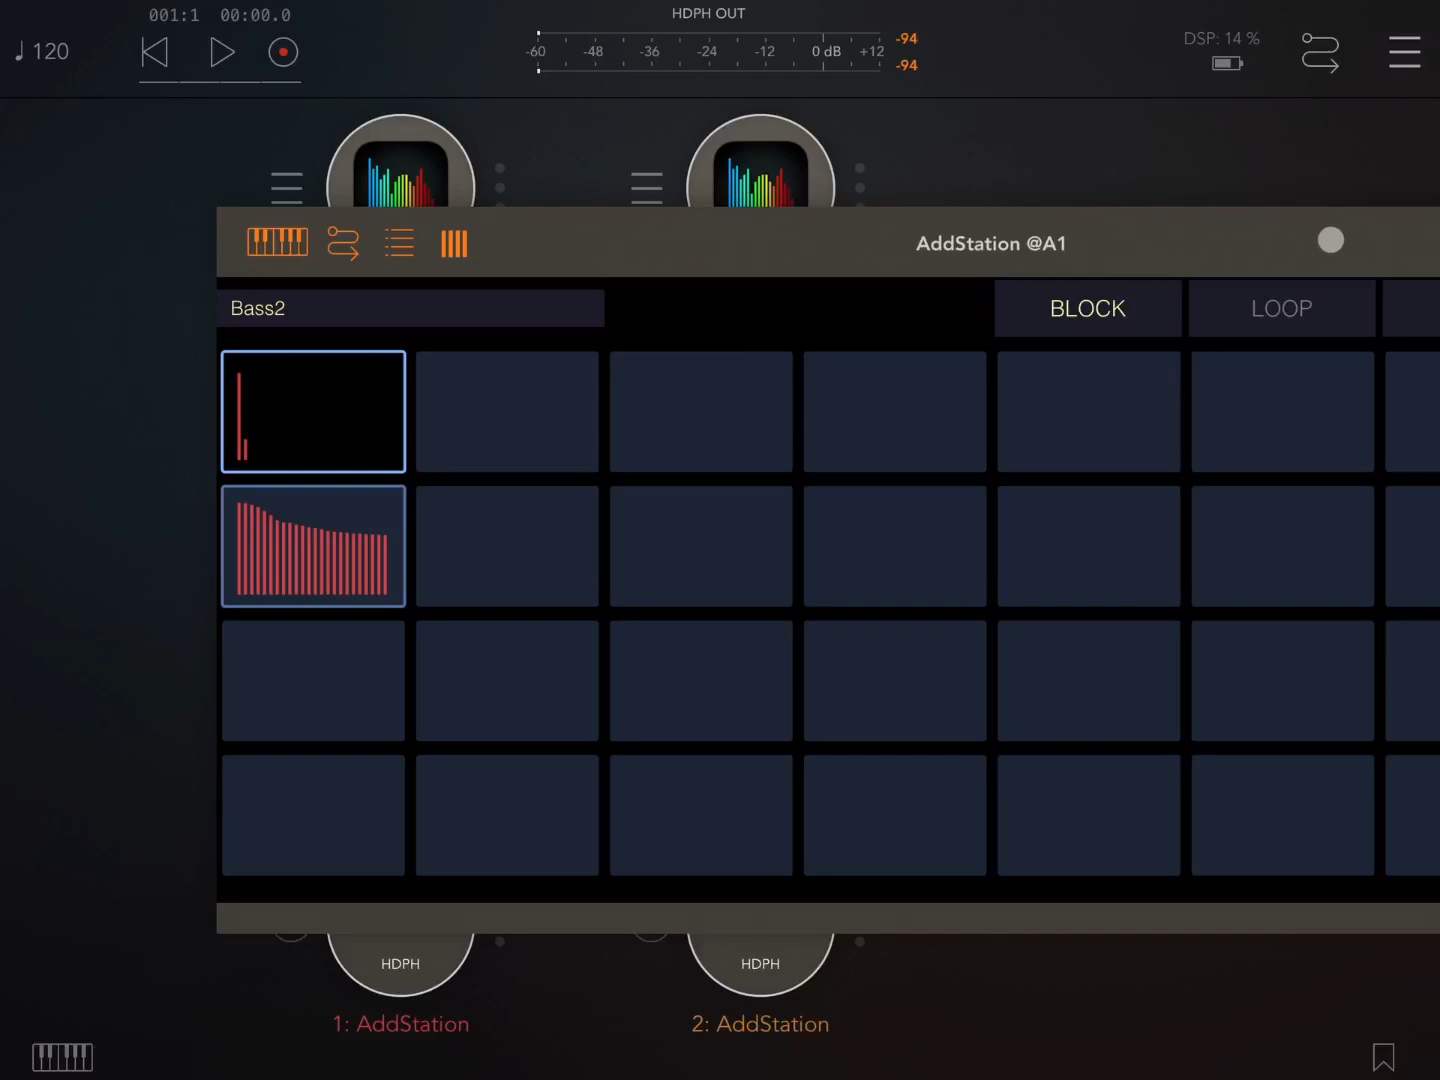 001:1 00:00.0
HDPH OUT
♩ 120
-60 -48 -36 -24 -12 0 dB +12
-94
-94
DSP: 14 %
AddStation @A1
Bass2
BLOCK
LOOP
HDPH
HDPH
1: AddStation
2: AddStation